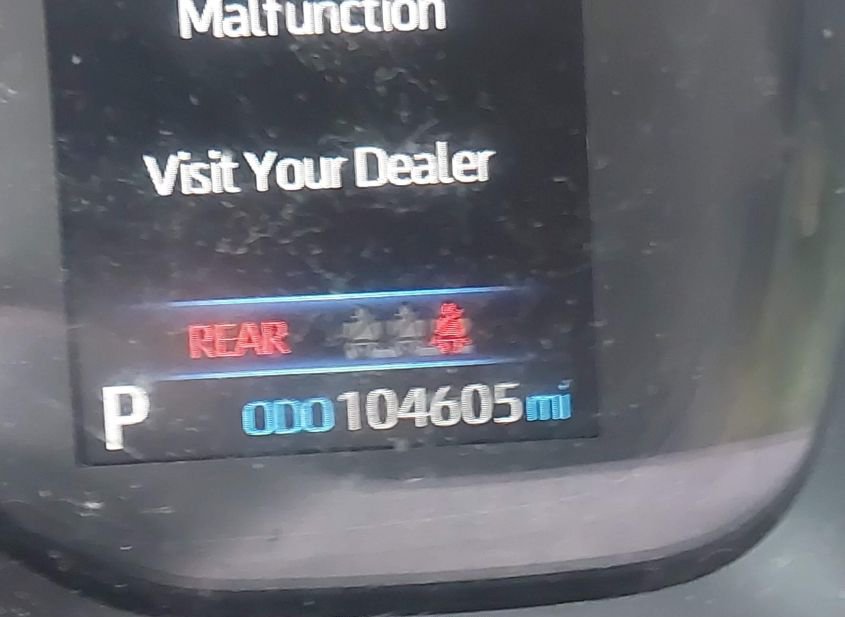 Malfunction
Visit Your Dealer
REAR
P ODO 104605 mi